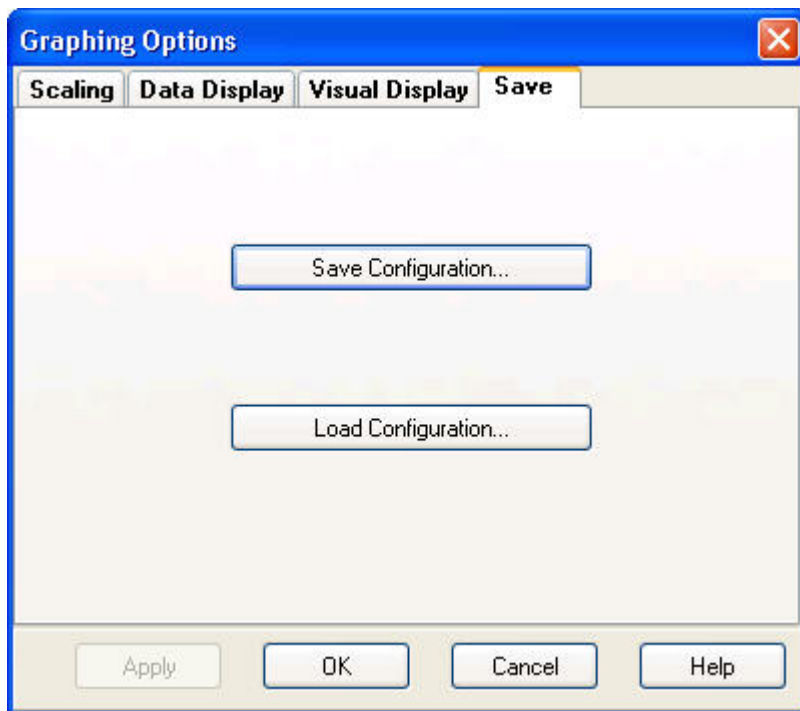 Graphing Options
Scaling Data Display Visual Display Save
Save Configuration...
Load Configuration...
Apply OK Cancel Help